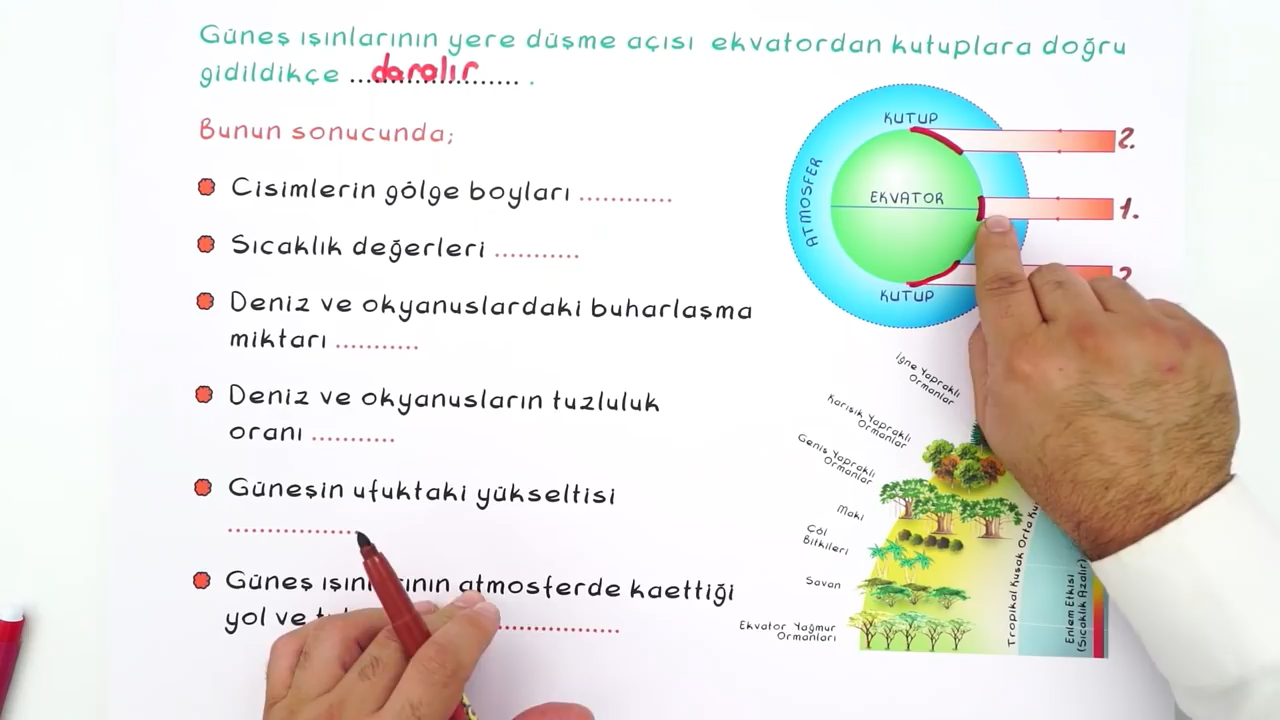 Güneş ışınlarının yere düşme açısı ekvatordan kutuplara doğru
gidildikçe ...daralır... .
Bunun sonucunda;
Cisimlerin gölge boyları ............
Sıcaklık değerleri ...........
Deniz ve okyanuslardaki buharlaşma
miktarı ...........
Deniz ve okyanusların tuzluluk
oranı ...........
Güneşin ufuktaki yükseltisi
.................
Güneş ışınının atmosferde kaettiği
yol ve
KUTUP
2.
ATMOSFER
EKVATOR
1.
KUTUP
İğne Yapraklı
Ormanlar
Karışık Yapraklı
Ormanlar
Geniş Yapraklı
Ormanlar
Maki
Çöl
Bitkileri
Savan
Ekvator Yağmur
Ormanları
Tropikal Kuşak Orta
Enlem Etkisi
(Sıcaklık Azalır)